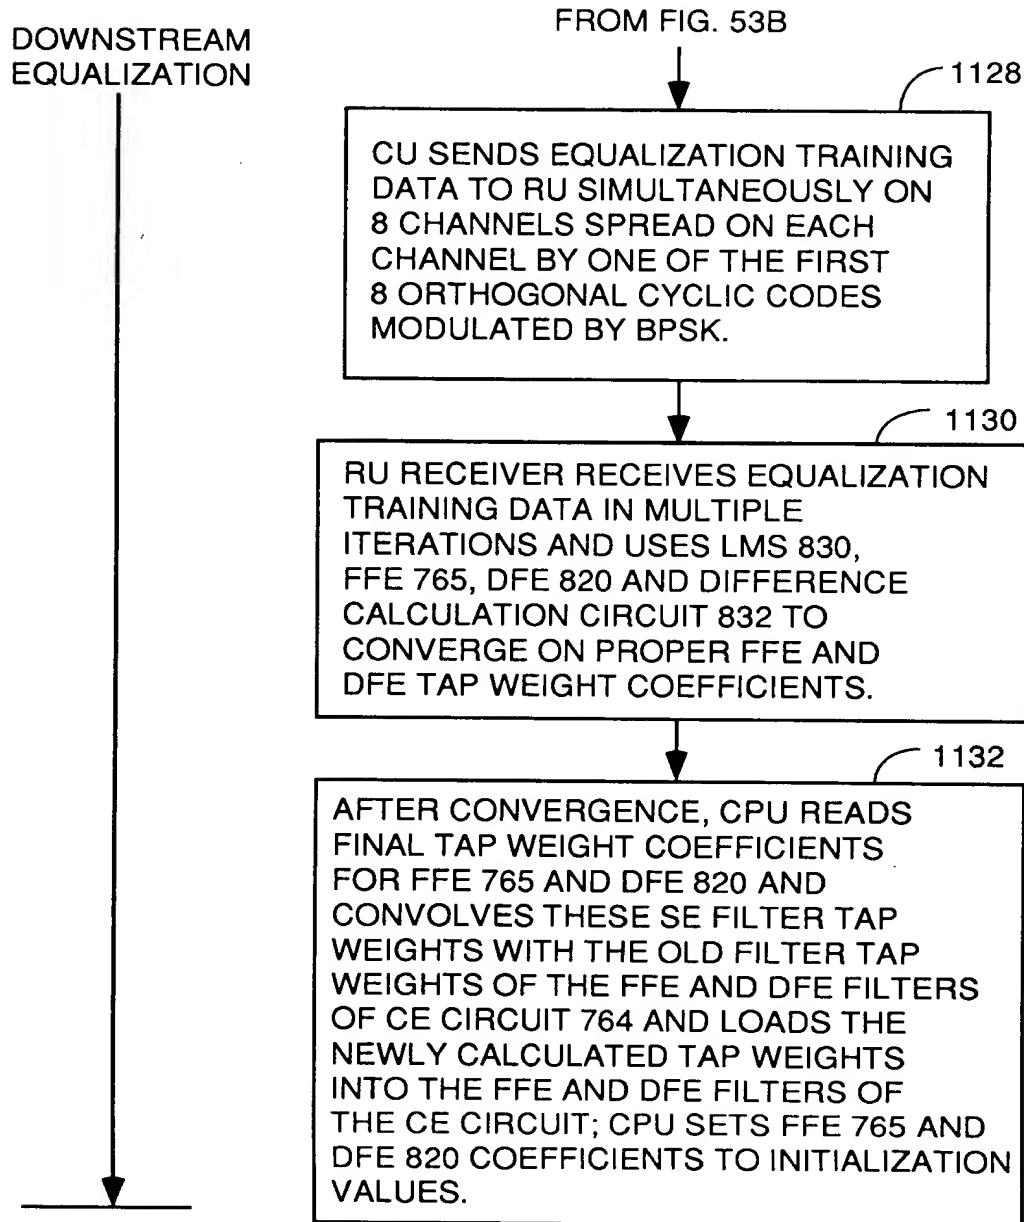 DOWNSTREAM
EQUALIZATION
FROM FIG. 53B
1128
CU SENDS EQUALIZATION TRAINING
DATA TO RU SIMULTANEOUSLY ON
8 CHANNELS SPREAD ON EACH
CHANNEL BY ONE OF THE FIRST
8 ORTHOGONAL CYCLIC CODES
MODULATED BY BPSK.
1130
RU RECEIVER RECEIVES EQUALIZATION
TRAINING DATA IN MULTIPLE
ITERATIONS AND USES LMS 830,
FFE 765, DFE 820 AND DIFFERENCE
CALCULATION CIRCUIT 832 TO
CONVERGE ON PROPER FFE AND
DFE TAP WEIGHT COEFFICIENTS.
1132
AFTER CONVERGENCE, CPU READS
FINAL TAP WEIGHT COEFFICIENTS
FOR FFE 765 AND DFE 820 AND
CONVOLVES THESE SE FILTER TAP
WEIGHTS WITH THE OLD FILTER TAP
WEIGHTS OF THE FFE AND DFE FILTERS
OF CE CIRCUIT 764 AND LOADS THE
NEWLY CALCULATED TAP WEIGHTS
INTO THE FFE AND DFE FILTERS OF
THE CE CIRCUIT; CPU SETS FFE 765 AND
DFE 820 COEFFICIENTS TO INITIALIZATION
VALUES.